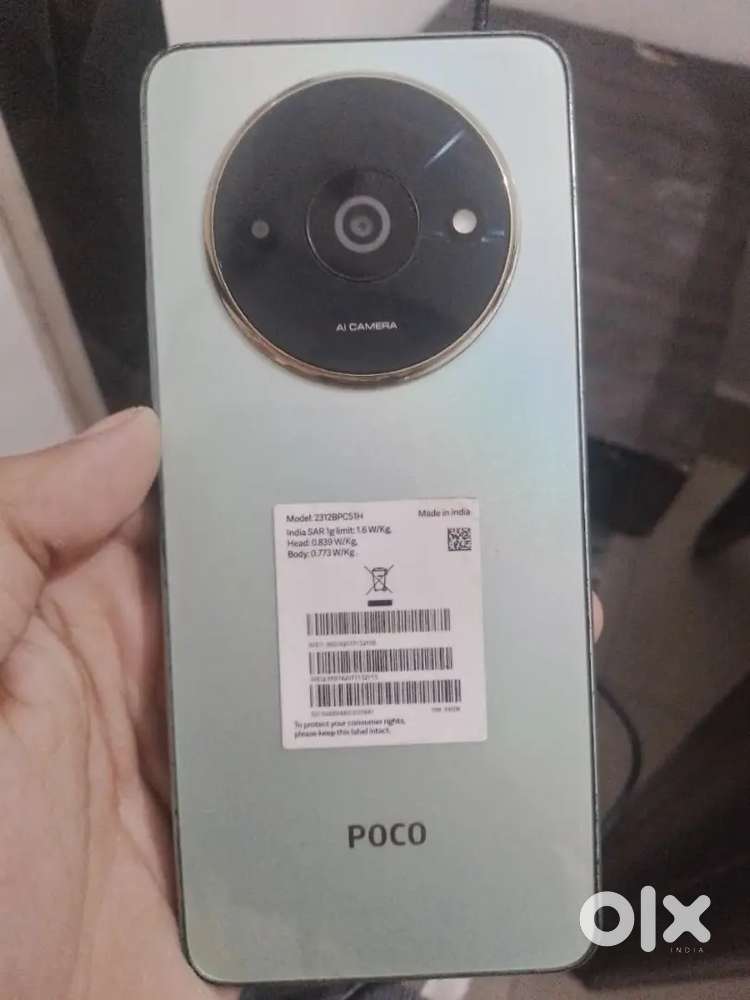 AI CAMERA
Model: 2312BPC51H
Made in India
India SAR 1g limit: 1.6 W/Kg,
Head: 0.839 W/Kg,
Body: 0.773 W/Kg.
To protect your consumer rights,
please keep this label intact.
POCO
olx
INDIA